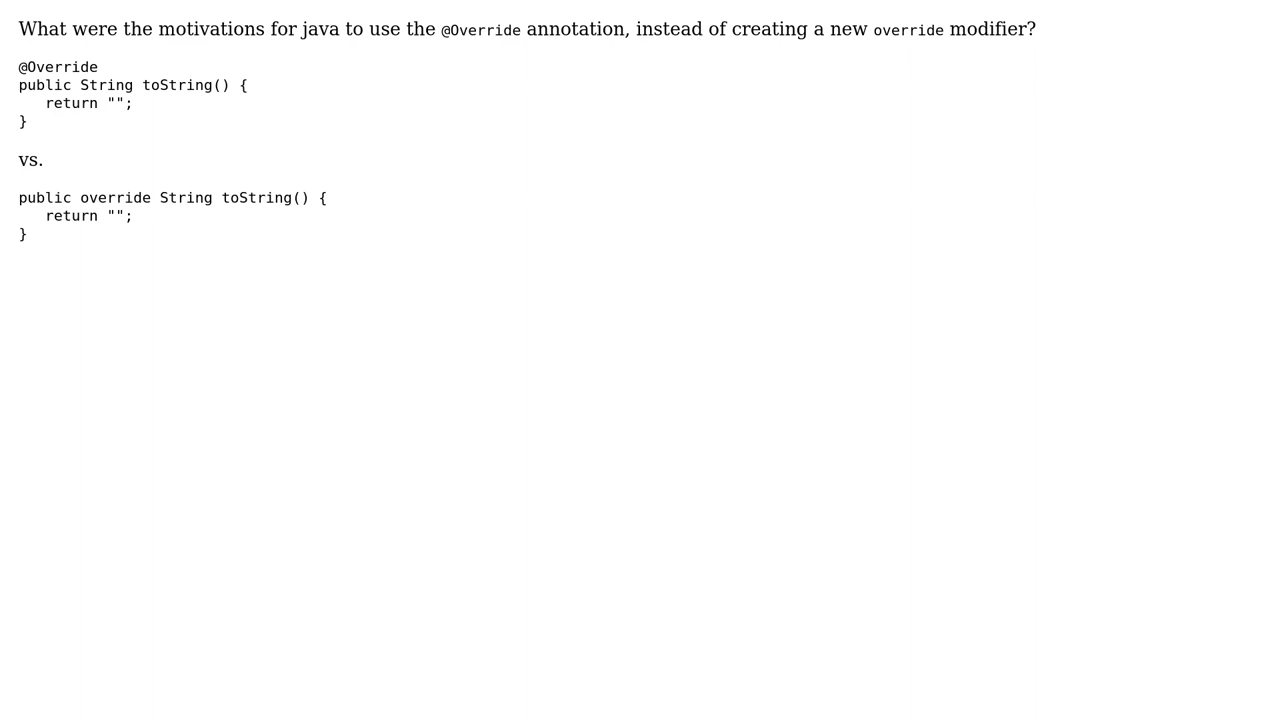 What were the motivations for java to use the @Override annotation, instead of creating a new override modifier?
@Override
public String toString() {
   return "";
}
vs.
public override String toString() {
   return "";
}